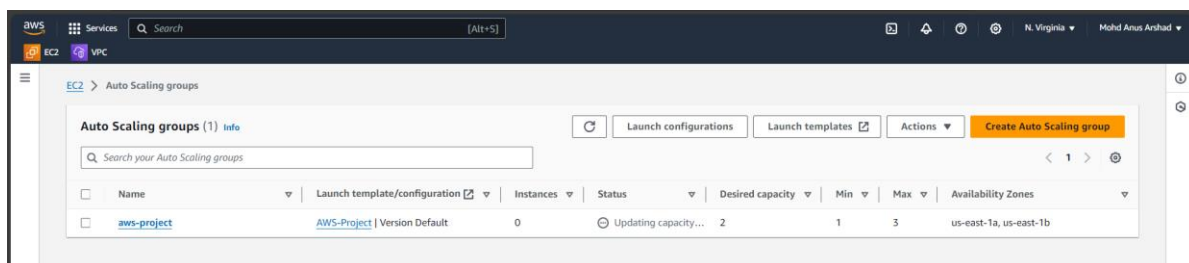 aws Services Search [Alt+S] N. Virginia Mohd Anus Arshad
EC2 VPC
EC2 > Auto Scaling groups
Auto Scaling groups (1) Info Launch configurations Launch templates Actions Create Auto Scaling group
Search your Auto Scaling groups < 1 >
Name Launch template/configuration Instances Status Desired capacity Min Max Availability Zones
aws-project AWS-Project | Version Default 0 Updating capacity... 2 1 3 us-east-1a, us-east-1b